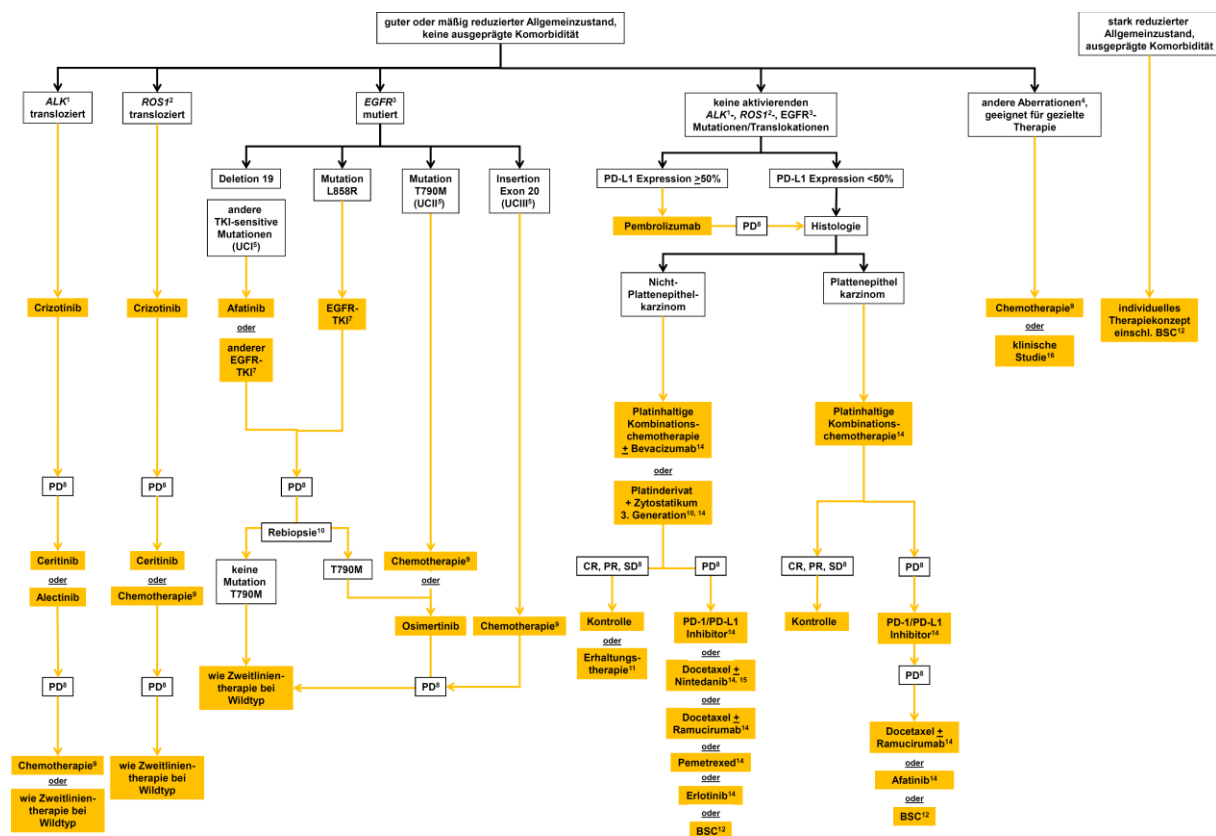 guter oder mäßig reduzierter Allgemeinzustand,
keine ausgeprägte Komorbidität
stark reduzierter
Allgemeinzustand,
ausgeprägte Komorbidität
ALK¹
transloziert
ROS1²
transloziert
EGFR³
mutiert
keine aktivierenden
ALK¹-, ROS1²-, EGFR³-
Mutationen/Translokationen
andere Aberrationen⁴,
geeignet für gezielte
Therapie
Deletion 19
Mutation
L858R
Mutation
T790M
(UCII⁵)
Insertion
Exon 20
(UCIII⁵)
PD-L1 Expression ≥50%
PD-L1 Expression <50%
andere
TKI-sensitive
Mutationen
(UCI⁵)
Pembrolizumab
PD⁸
Histologie
Nicht-
Plattenepithel-
karzinom
Plattenepithel
karzinom
Crizotinib
Crizotinib
Afatinib
oder
anderer
EGFR-
TKI⁷
EGFR-
TKI⁷
Chemotherapie⁹
oder
klinische
Studie¹⁶
individuelles
Therapiekonzept
einschl. BSC¹²
Platinhaltige
Kombinations-
chemotherapie
± Bevacizumab¹⁴
oder
Platinderivat
+ Zytostatikum
3. Generation¹⁰, ¹⁴
Platinhaltige
Kombinations-
chemotherapie¹⁴
PD⁸
PD⁸
PD⁸
Rebiopsie¹⁰
keine
Mutation
T790M
T790M
Ceritinib
oder
Alectinib
Ceritinib
oder
Chemotherapie⁹
Chemotherapie⁹
oder
Osimertinib
Chemotherapie⁹
CR, PR, SD⁸
PD⁸
CR, PR, SD⁸
PD⁸
Kontrolle
oder
Erhaltungs-
therapie¹¹
PD-1/PD-L1
Inhibitor¹⁴
oder
Docetaxel ±
Nintedanib¹⁴, ¹⁵
oder
Docetaxel ±
Ramucirumab¹⁴
oder
Pemetrexed¹⁴
oder
Erlotinib¹⁴
oder
BSC¹²
Kontrolle
PD-1/PD-L1
Inhibitor¹⁴
PD⁸
Docetaxel ±
Ramucirumab¹⁴
oder
Afatinib¹⁴
oder
BSC¹²
PD⁸
PD⁸
wie Zweitlinien-
therapie bei
Wildtyp
PD⁸
Chemotherapie⁹
oder
wie Zweitlinien-
therapie bei
Wildtyp
wie Zweitlinien-
therapie bei
Wildtyp